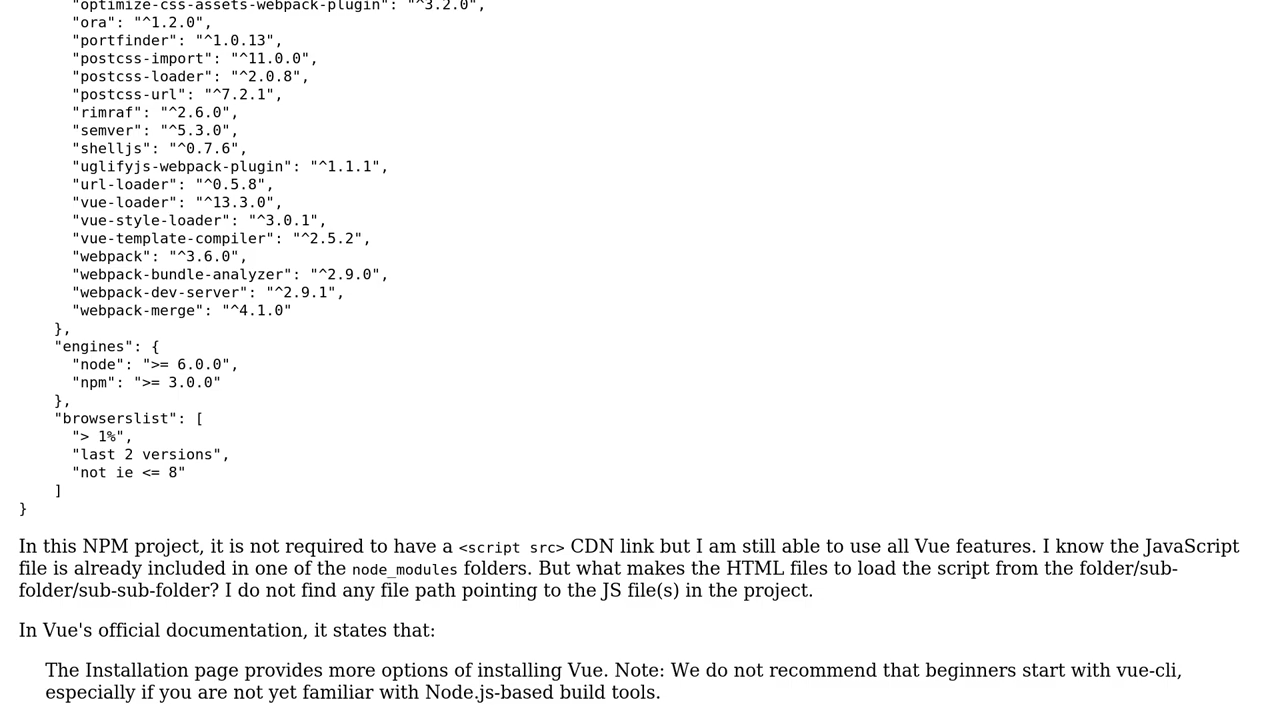 "optimize-css-assets-webpack-plugin": "^3.2.0",
"ora": "^1.2.0",
"portfinder": "^1.0.13",
"postcss-import": "^11.0.0",
"postcss-loader": "^2.0.8",
"postcss-url": "^7.2.1",
"rimraf": "^2.6.0",
"semver": "^5.3.0",
"shelljs": "^0.7.6",
"uglifyjs-webpack-plugin": "^1.1.1",
"url-loader": "^0.5.8",
"vue-loader": "^13.3.0",
"vue-style-loader": "^3.0.1",
"vue-template-compiler": "^2.5.2",
"webpack": "^3.6.0",
"webpack-bundle-analyzer": "^2.9.0",
"webpack-dev-server": "^2.9.1",
"webpack-merge": "^4.1.0"
},
"engines": {
"node": ">= 6.0.0",
"npm": ">= 3.0.0"
},
"browserslist": [
"> 1%",
"last 2 versions",
"not ie <= 8"
]
}
In this NPM project, it is not required to have a <script src> CDN link but I am still able to use all Vue features. I know the JavaScript
file is already included in one of the node_modules folders. But what makes the HTML files to load the script from the folder/sub-
folder/sub-sub-folder? I do not find any file path pointing to the JS file(s) in the project.
In Vue's official documentation, it states that:
The Installation page provides more options of installing Vue. Note: We do not recommend that beginners start with vue-cli,
especially if you are not yet familiar with Node.js-based build tools.